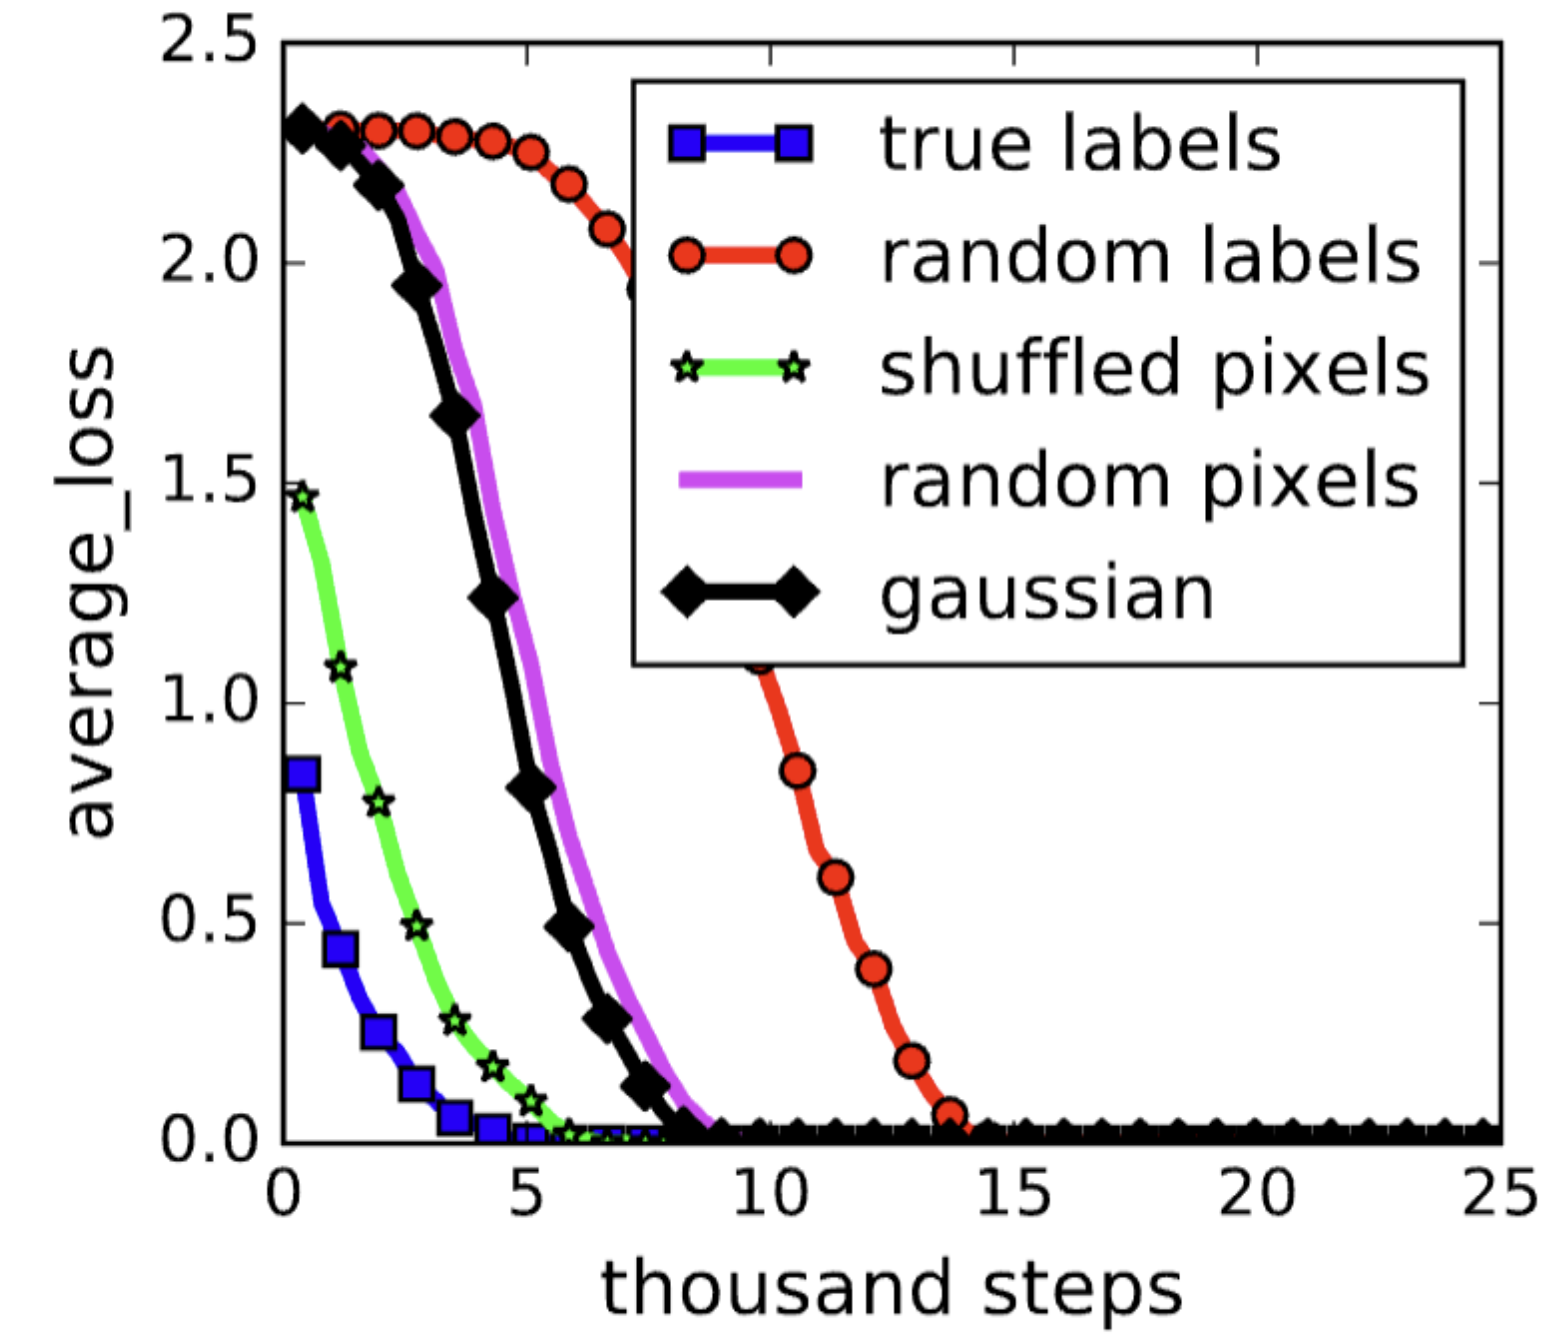 2.5
2.0
1.5
1.0
0.5
0.0
average_loss
true labels
random labels
shuffled pixels
random pixels
gaussian
0 5 10 15 20 25
thousand steps